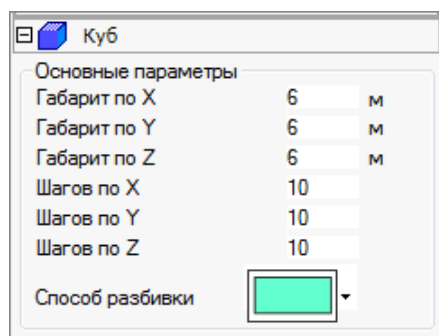 Куб
Основные параметры
Габарит по X 6 м
Габарит по Y 6 м
Габарит по Z 6 м
Шагов по X 10
Шагов по Y 10
Шагов по Z 10
Способ разбивки